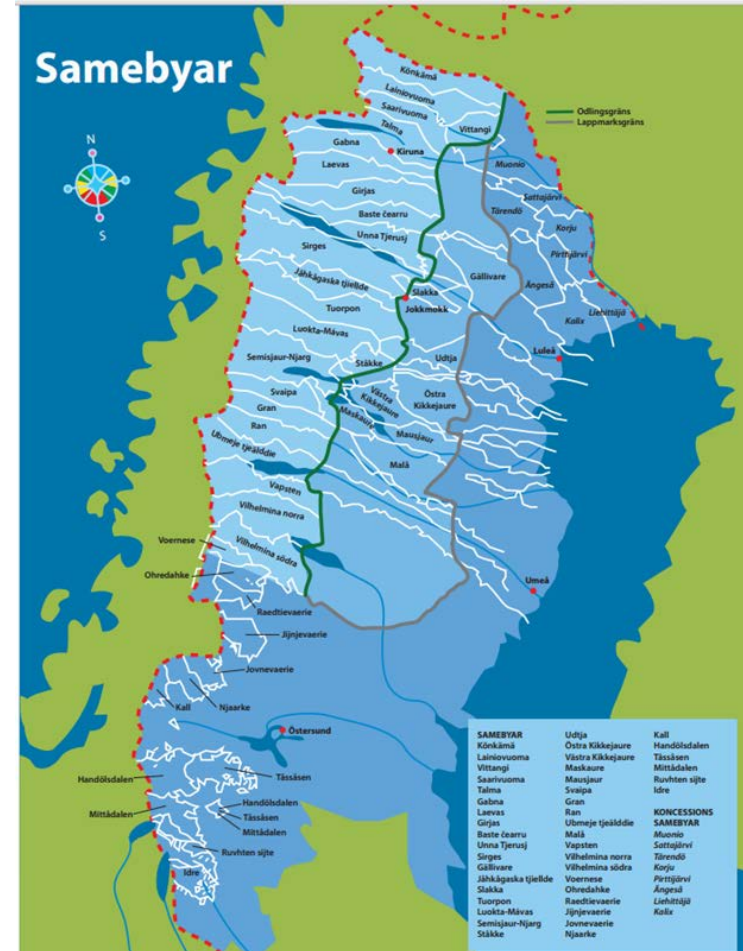 Samebyar
N
S
Odlingsgräns
Lappmarksgräns
Könkämä
Lainiovuoma
Saarivuoma
Talma
Vittangi
Gabna
Kiruna
Laevas
Muonio
Girjas
Sattajärvi
Baste čearru
Tärendö
Korju
Unna Tjerusj
Sirges
Pirttijärvi
Jåhkågaska tjiellde
Gällivare
Ängeså
Slakka
Jokkmokk
Tuorpon
Liehittäjä
Kalix
Luokta-Mávas
Luleå
Semisjaur-Njarg
Ståkke
Udtja
Svaipa
Västra
Kikkejaure
Östra
Kikkejaure
Gran
Maskaure
Ran
Mausjaur
Ubmeje tjeälddie
Malå
Vapsten
Vilhelmina norra
Voernese
Vilhelmina södra
Ohredahke
Umeå
Raedtievaerie
Jijnjevaerie
Jovnevaerie
Kall
Njaarke
Östersund
Handölsdalen
Tåssåsen
Mittådalen
Handölsdalen
Tåssåsen
Mittådalen
Ruvhten sijte
Idre
SAMEBYAR
Könkämä
Lainiovuoma
Vittangi
Saarivuoma
Talma
Gabna
Laevas
Girjas
Baste čearru
Unna Tjerusj
Sirges
Gällivare
Jåhkågaska tjiellde
Slakka
Tuorpon
Luokta-Mávas
Semisjaur-Njarg
Ståkke
Udtja
Östra Kikkejaure
Västra Kikkejaure
Maskaure
Mausjaur
Svaipa
Gran
Ran
Ubmeje tjeälddie
Malå
Vapsten
Vilhelmina norra
Vilhelmina södra
Voernese
Ohredahke
Raedtievaerie
Jijnjevaerie
Jovnevaerie
Njaarke
Kall
Handölsdalen
Tåssåsen
Mittådalen
Ruvhten sijte
Idre
KONCESSIONS
SAMEBYAR
Muonio
Sattajärvi
Tärendö
Korju
Pirttijärvi
Ängeså
Liehittäjä
Kalix